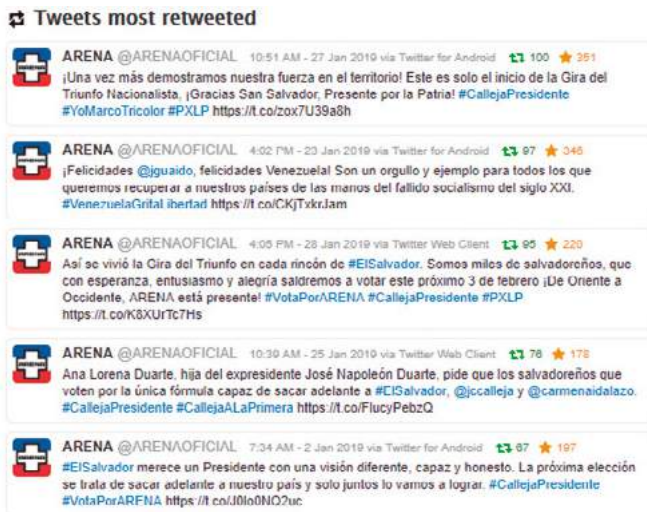 Tweets most retweeted
ARENA @ARENAOFICIAL 10:51 AM - 27 Jan 2019 via Twitter for Android 100 351
¡Una vez más demostramos nuestra fuerza en el territorio! Este es solo el inicio de la Gira del
Triunfo Nacionalista, ¡Gracias San Salvador, Presente por la Patria! #CallejaPresidente
#YoMarcoTricolor #PXLP https://t.co/zox7U39a8h
ARENA @ARENAOFICIAL 4:02 PM - 23 Jan 2019 via Twitter for Android 97 346
¡Felicidades @jguaido, felicidades Venezuela! Son un orgullo y ejemplo para todos los que
queremos recuperar a nuestros países de las manos del fallido socialismo del siglo XXI.
#VenezuelaGritaLibertad https://t.co/CKjTxkrJam
ARENA @ARENAOFICIAL 4:05 PM - 28 Jan 2019 via Twitter Web Client 95 220
Así se vivió la Gira del Triunfo en cada rincón de #ElSalvador. Somos miles de salvadoreños, que
con esperanza, entusiasmo y alegría saldremos a votar este próximo 3 de febrero ¡De Oriente a
Occidente, ARENA está presente! #VotaPorARENA #CallejaPresidente #PXLP
https://t.co/K8XUrTc7Hs
ARENA @ARENAOFICIAL 10:39 AM - 25 Jan 2019 via Twitter Web Client 76 178
Ana Lorena Duarte, hija del expresidente José Napoleón Duarte, pide que los salvadoreños que
voten por la única fórmula capaz de sacar adelante a #ElSalvador, @jccalleja y @carmenaidalazo.
#CallejaPresidente #CallejaALaPrimera https://t.co/FlucyPebzQ
ARENA @ARENAOFICIAL 7:34 AM - 2 Jan 2019 via Twitter for Android 67 197
#ElSalvador merece un Presidente con una visión diferente, capaz y honesto. La próxima elección
se trata de sacar adelante a nuestro país y solo juntos lo vamos a lograr. #CallejaPresidente
#VotaPorARENA https://t.co/J0lo0NQ2uc